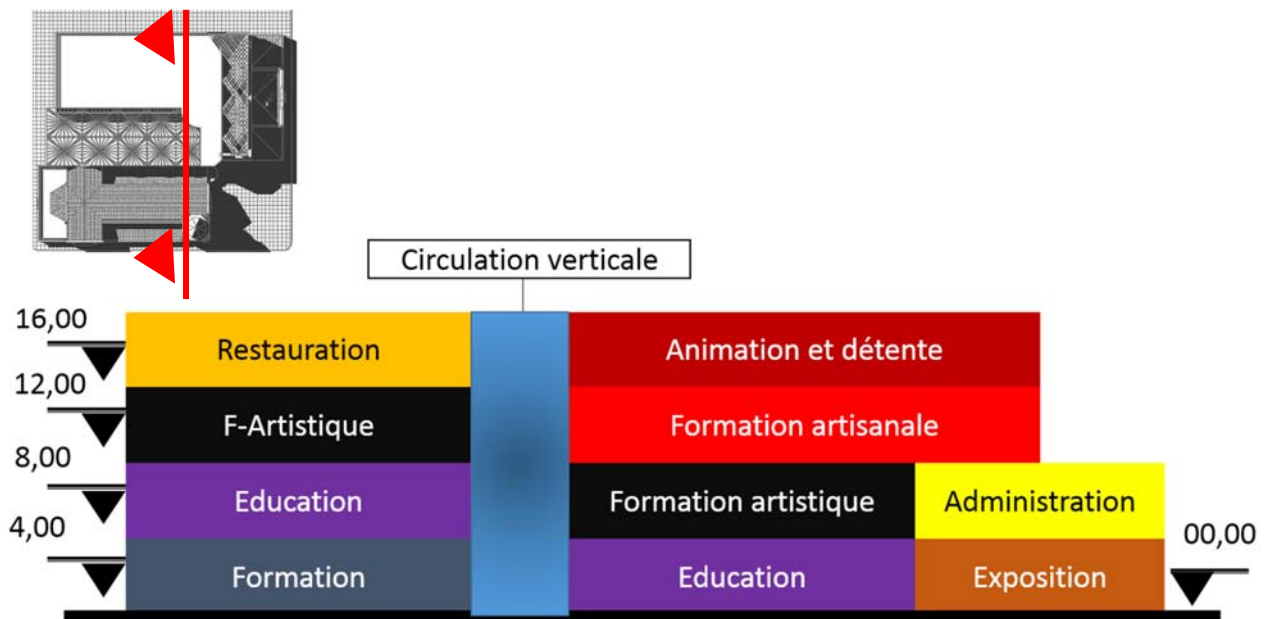 Circulation verticale
16,00
Restauration
Animation et détente
12,00
F-Artistique
Formation artisanale
8,00
Education
Formation artistique
Administration
4,00
00,00
Formation
Education
Exposition